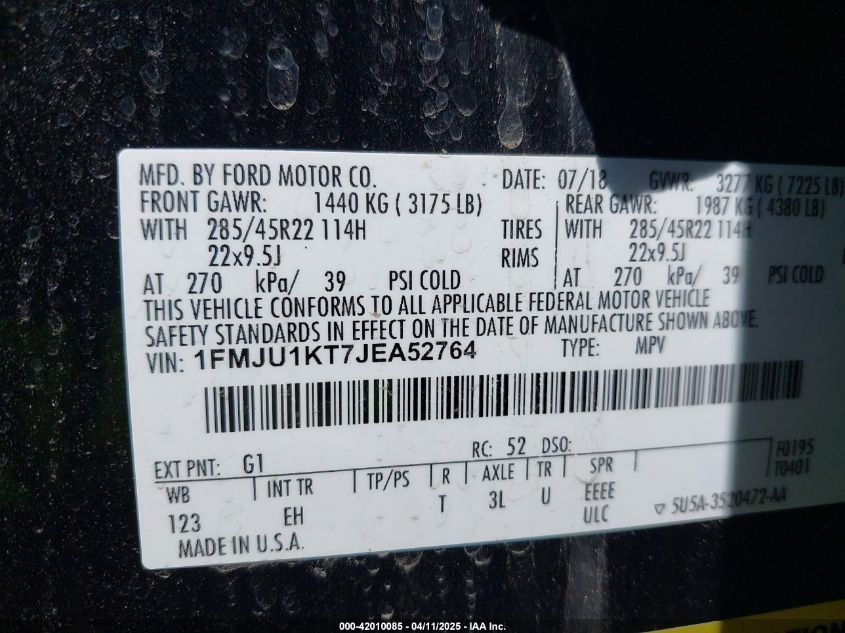 MFD. BY FORD MOTOR CO. DATE: 07/18 GVWR: 3277 KG ( 7225 LB)
FRONT GAWR: 1440 KG ( 3175 LB) REAR GAWR: 1987 KG ( 4380 LB)
WITH 285/45R22 114H TIRES WITH 285/45R22 114H
22x9.5J RIMS 22x9.5J
AT 270 kPa/ 39 PSI COLD AT 270 kPa/ 39 PSI COLD
THIS VEHICLE CONFORMS TO ALL APPLICABLE FEDERAL MOTOR VEHICLE
SAFETY STANDARDS IN EFFECT ON THE DATE OF MANUFACTURE SHOWN ABOVE.
VIN: 1FMJU1KT7JEA52764 TYPE: MPV
EXT PNT: G1 RC: 52 DSO: F0195
T0401
WB INT TR TP/PS R AXLE TR SPR
123 EH T 3L U EEEE
ULC ▽ 5U5A-3520472-AA
MADE IN U.S.A.
000-42010085 - 04/11/2025 - IAA Inc.